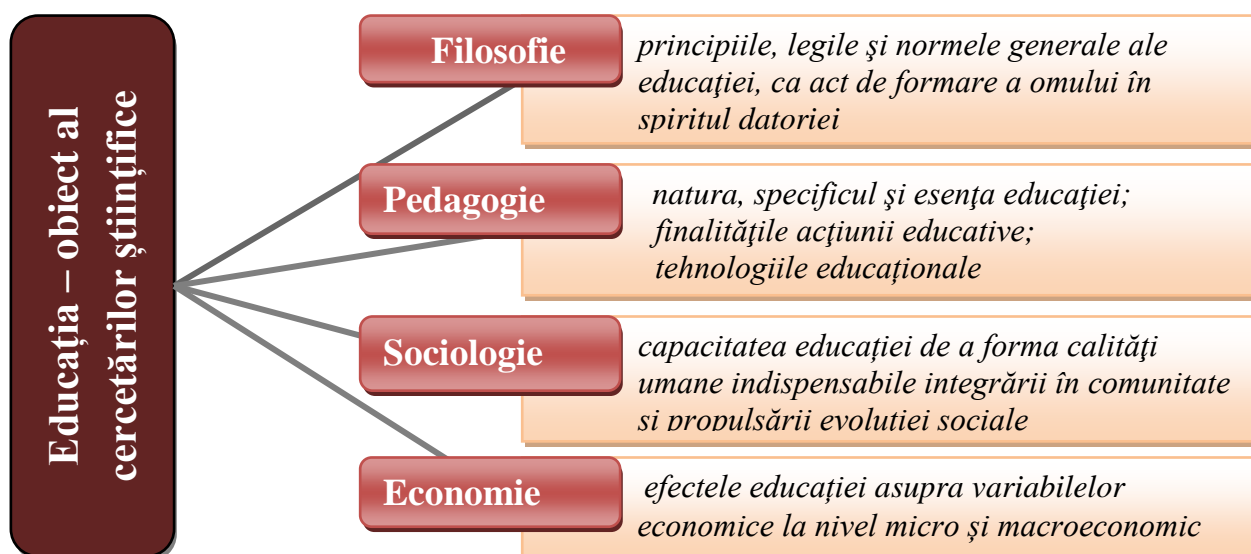 Educația – obiect al
cercetărilor științifice
Filosofie
principiile, legile şi normele generale ale
educaţiei, ca act de formare a omului în
spiritul datoriei
Pedagogie
natura, specificul şi esenţa educaţiei;
finalităţile acţiunii educative;
tehnologiile educaționale
Sociologie
capacitatea educației de a forma calităţi
umane indispensabile integrării în comunitate
și propulsării evoluției sociale
Economie
efectele educației asupra variabilelor
economice la nivel micro și macroeconomic